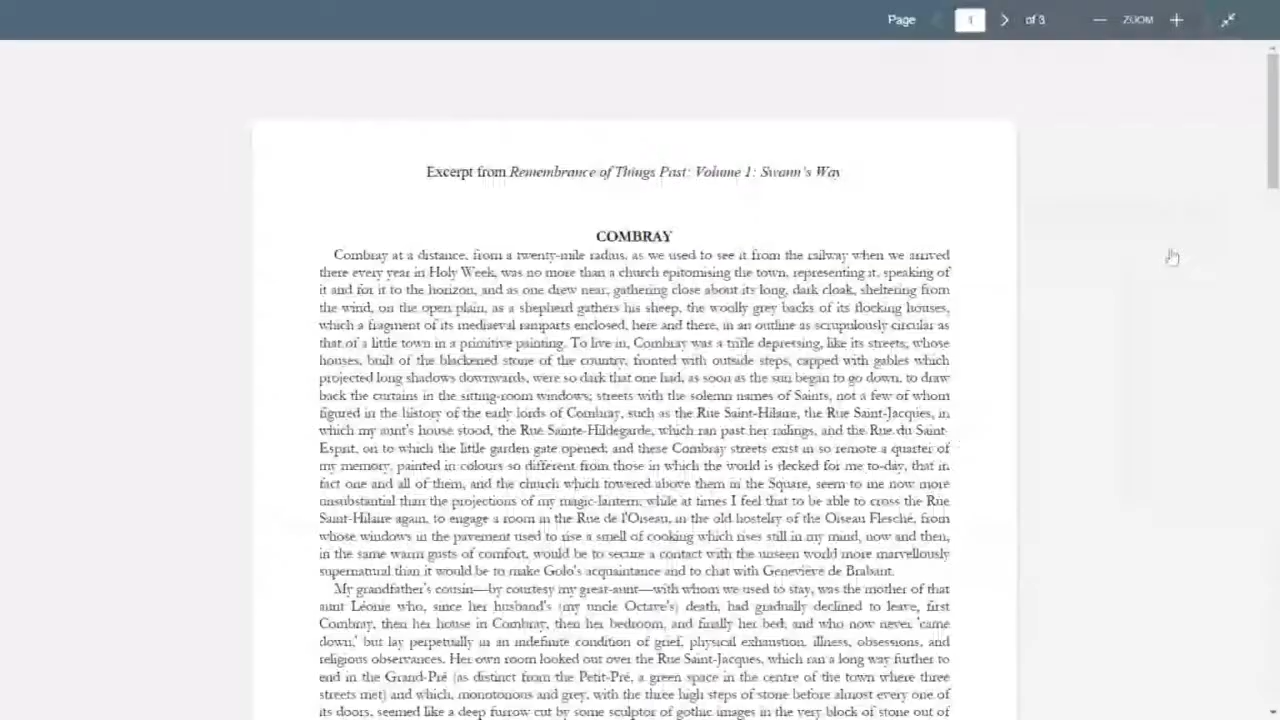 Page 1 of 3 ZOOM
Excerpt from Remembrance of Things Past: Volume 1: Swann's Way
COMBRAY
Combray at a distance, from a twenty-mile radius, as we used to see it from the railway when we arrived
there every year in Holy Week, was no more than a church epitomising the town, representing it, speaking of
it and for it to the horizon, and as one drew near, gathering close about its long, dark cloak, sheltering from
the wind, on the open plain, as a shepherd gathers his sheep, the woolly grey backs of its flocking houses,
which a fragment of its mediaeval ramparts enclosed, here and there, in an outline as scrupulously circular as
that of a little town in a primitive painting. To live in, Combray was a trifle depressing, like its streets, whose
houses, built of the blackened stone of the country, fronted with outside steps, capped with gables which
projected long shadows downwards, were so dark that one had, as soon as the sun began to go down, to draw
back the curtains in the sitting-room windows; streets with the solemn names of Saints, not a few of whom
figured in the history of the early lords of Combray, such as the Rue Saint-Hilaire, the Rue Saint-Jacques, in
which my aunt's house stood, the Rue Sainte-Hildegarde, which ran past her railings, and the Rue du Saint-
Esprit, on to which the little garden gate opened; and these Combray streets exist in so remote a quarter of
my memory, painted in colours so different from those in which the world is decked for me to-day, that in
fact one and all of them, and the church which towered above them in the Square, seem to me now more
unsubstantial than the projections of my magic-lantern; while at times I feel that to be able to cross the Rue
Saint-Hilaire again, to engage a room in the Rue de l'Oiseau, in the old hostelry of the Oiseau Flesché, from
whose windows in the pavement used to rise a smell of cooking which rises still in my mind, now and then,
in the same warm gusts of comfort, would be to secure a contact with the unseen world more marvellously
supernatural than it would be to make Golo's acquaintance and to chat with Genevieve de Brabant.
My grandfather's cousin—by courtesy my great-aunt—with whom we used to stay, was the mother of that
aunt Léonie who, since her husband's (my uncle Octave's) death, had gradually declined to leave, first
Combray, then her house in Combray, then her bedroom, and finally her bed; and who now never 'came
down,' but lay perpetually in an indefinite condition of grief, physical exhaustion, illness, obsessions, and
religious observances. Her own room looked out over the Rue Saint-Jacques, which ran a long way further to
end in the Grand-Pré (as distinct from the Petit-Pré, a green space in the centre of the town where three
streets met) and which, monotonous and grey, with the three high steps of stone before almost every one of
its doors, seemed like a deep furrow cut by some sculptor of gothic images in the very block of stone out of